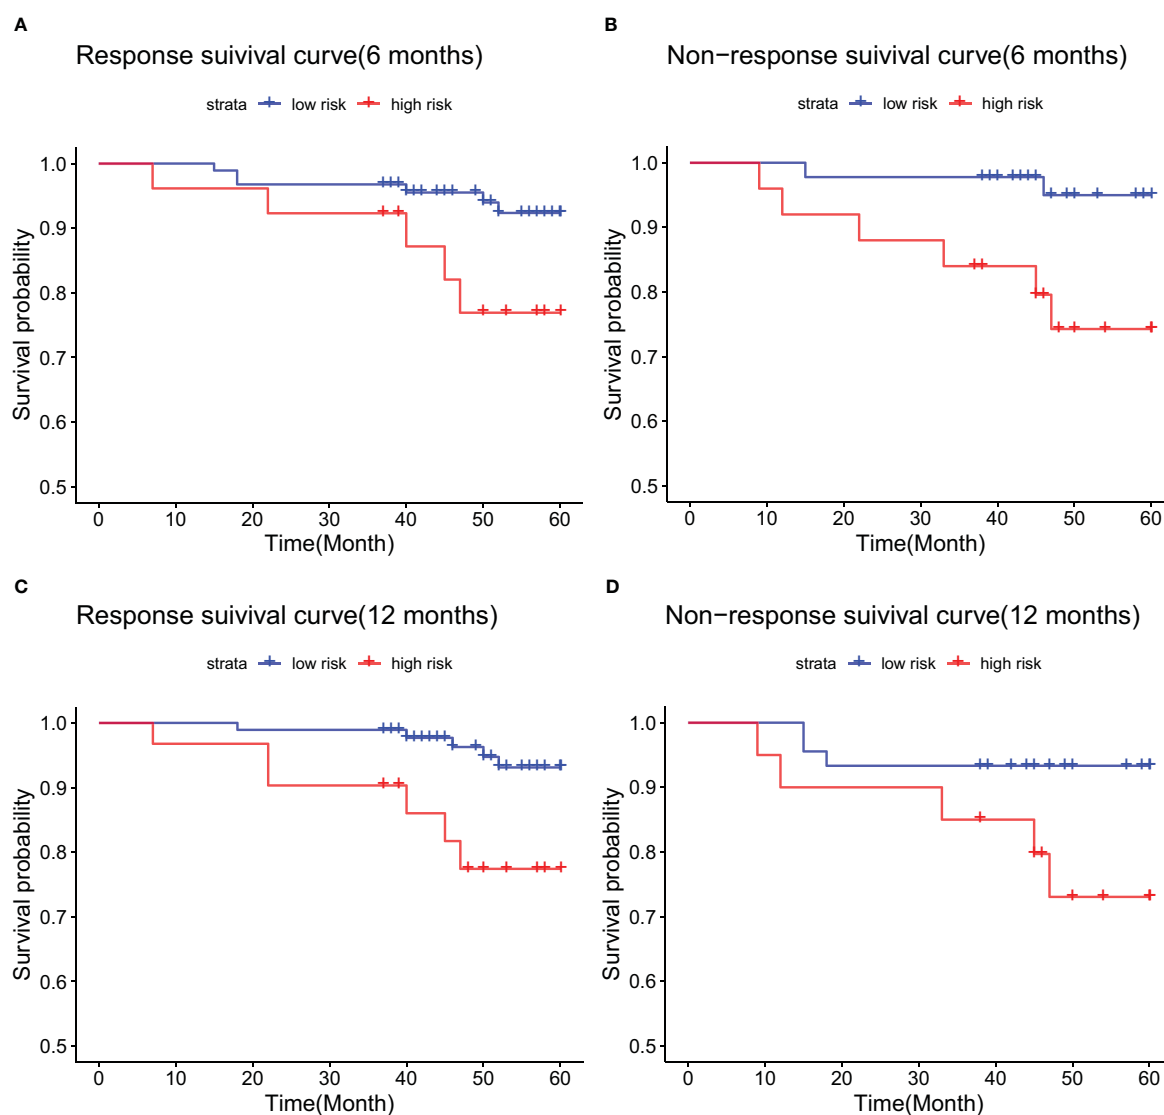 A
Response suivival curve(6 months)
strata low risk high risk
1.0
0.9
0.8
0.7
0.6
0.5
Survival probability
0 10 20 30 40 50 60
Time(Month)
B
Non−response suivival curve(6 months)
strata low risk high risk
1.0
0.9
0.8
0.7
0.6
0.5
Survival probability
0 10 20 30 40 50 60
Time(Month)
C
Response suivival curve(12 months)
strata low risk high risk
1.0
0.9
0.8
0.7
0.6
0.5
Survival probability
0 10 20 30 40 50 60
Time(Month)
D
Non−response suivival curve(12 months)
strata low risk high risk
1.0
0.9
0.8
0.7
0.6
0.5
Survival probability
0 10 20 30 40 50 60
Time(Month)